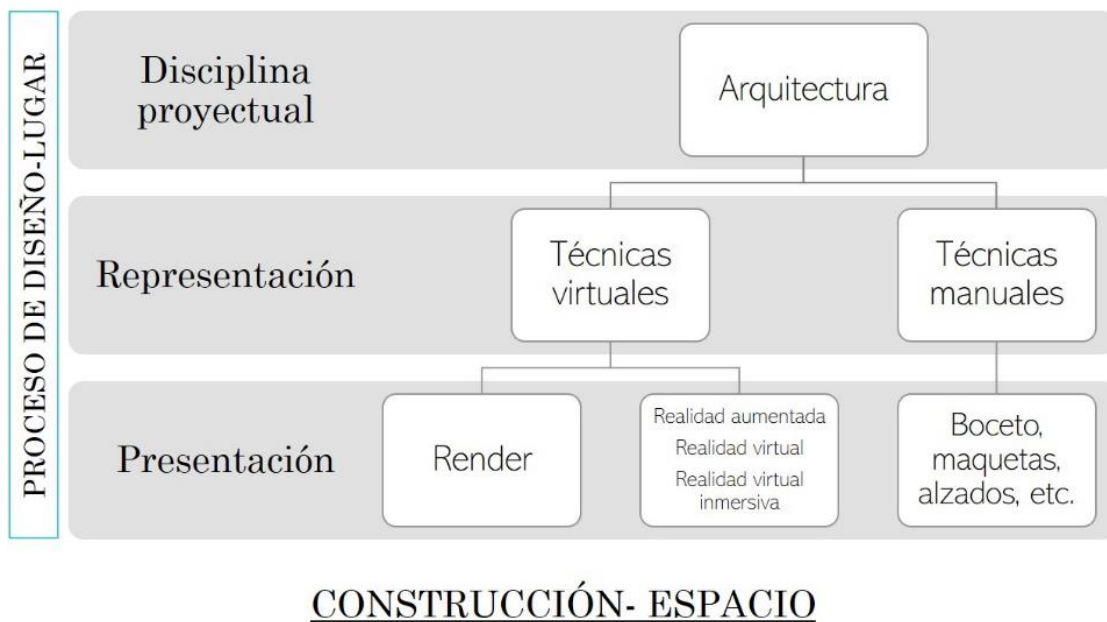 PROCESO DE DISEÑO-LUGAR
Disciplina
proyectual
Arquitectura
Representación
Técnicas
virtuales
Técnicas
manuales
Presentación
Render
Realidad aumentada
Realidad virtual
Realidad virtual
inmersiva
Boceto,
maquetas,
alzados, etc.
CONSTRUCCIÓN- ESPACIO